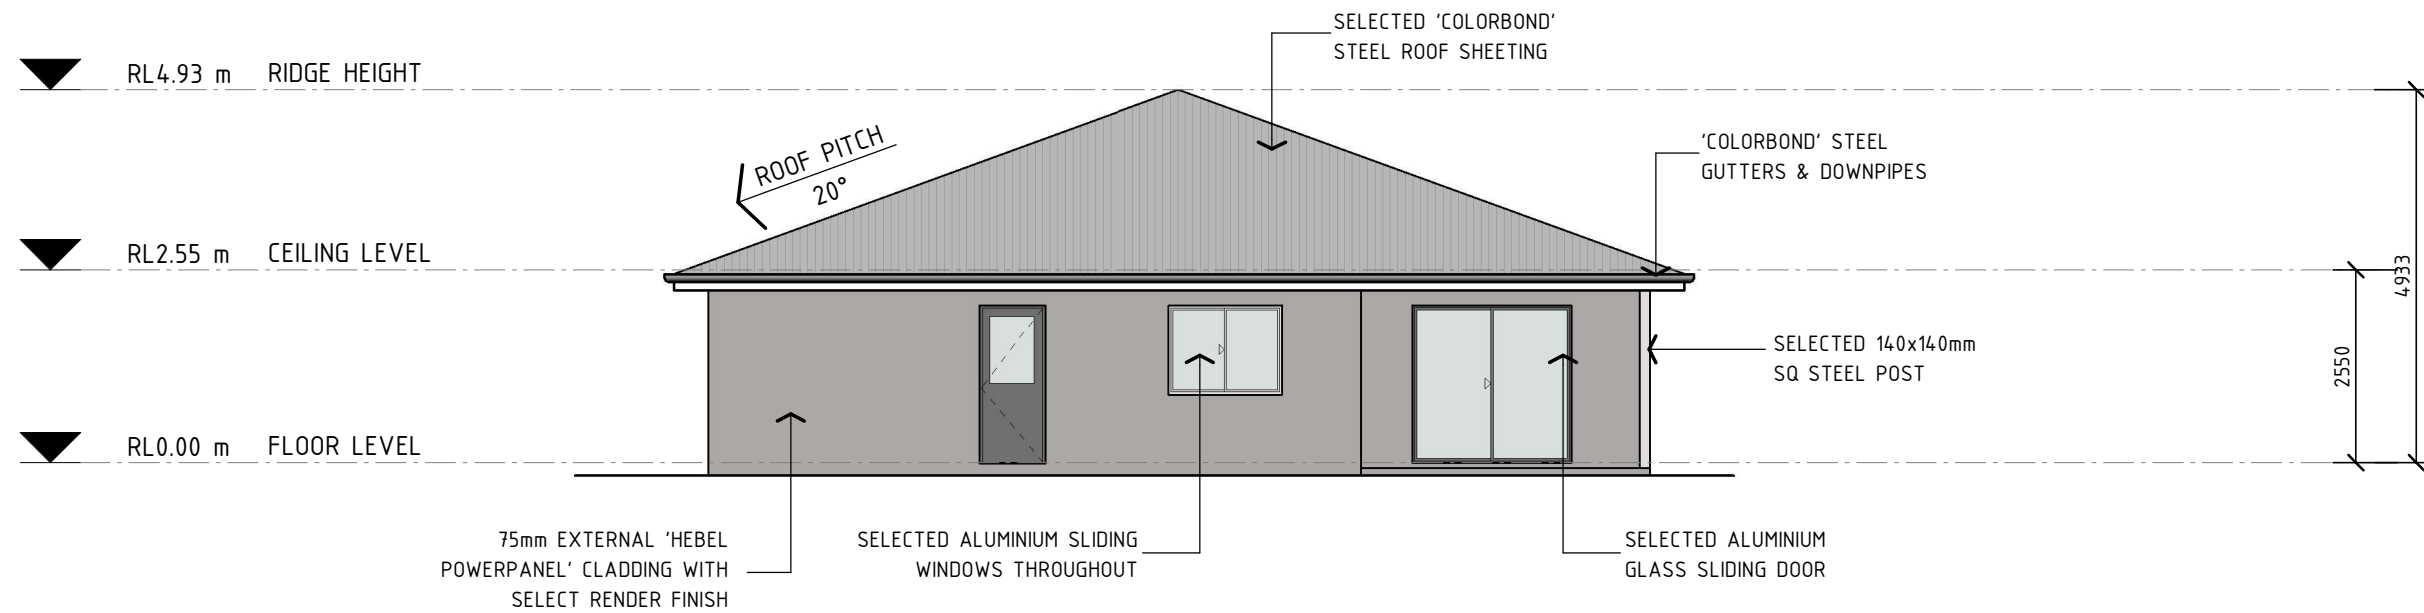 SELECTED 'COLORBOND'
STEEL ROOF SHEETING
RL4.93 m RIDGE HEIGHT
ROOF PITCH
20°
'COLORBOND' STEEL
GUTTERS & DOWNPIPES
RL2.55 m CEILING LEVEL
4933
SELECTED 140x140mm
SQ STEEL POST
2550
RL0.00 m FLOOR LEVEL
75mm EXTERNAL 'HEBEL
POWERPANEL' CLADDING WITH
SELECT RENDER FINISH
SELECTED ALUMINIUM SLIDING
WINDOWS THROUGHOUT
SELECTED ALUMINIUM
GLASS SLIDING DOOR